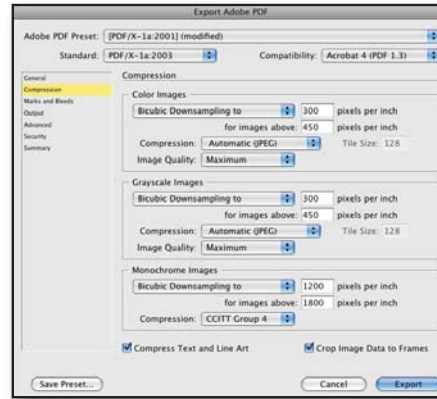 Export Adobe PDF
Adobe PDF Preset: [PDF/X-1a:2001] (modified)
Standard: PDF/X-1a:2003 Compatibility: Acrobat 4 (PDF 1.3)
General
Compression
Marks and Bleeds
Output
Advanced
Security
Summary
Compression
Color Images
Bicubic Downsampling to 300 pixels per inch
for images above: 450 pixels per inch
Compression: Automatic (JPEG) Tile Size: 128
Image Quality: Maximum
Grayscale Images
Bicubic Downsampling to 300 pixels per inch
for images above: 450 pixels per inch
Compression: Automatic (JPEG) Tile Size: 128
Image Quality: Maximum
Monochrome Images
Bicubic Downsampling to 1200 pixels per inch
for images above: 1800 pixels per inch
Compression: CCITT Group 4
Compress Text and Line Art Crop Image Data to Frames
Save Preset... Cancel Export